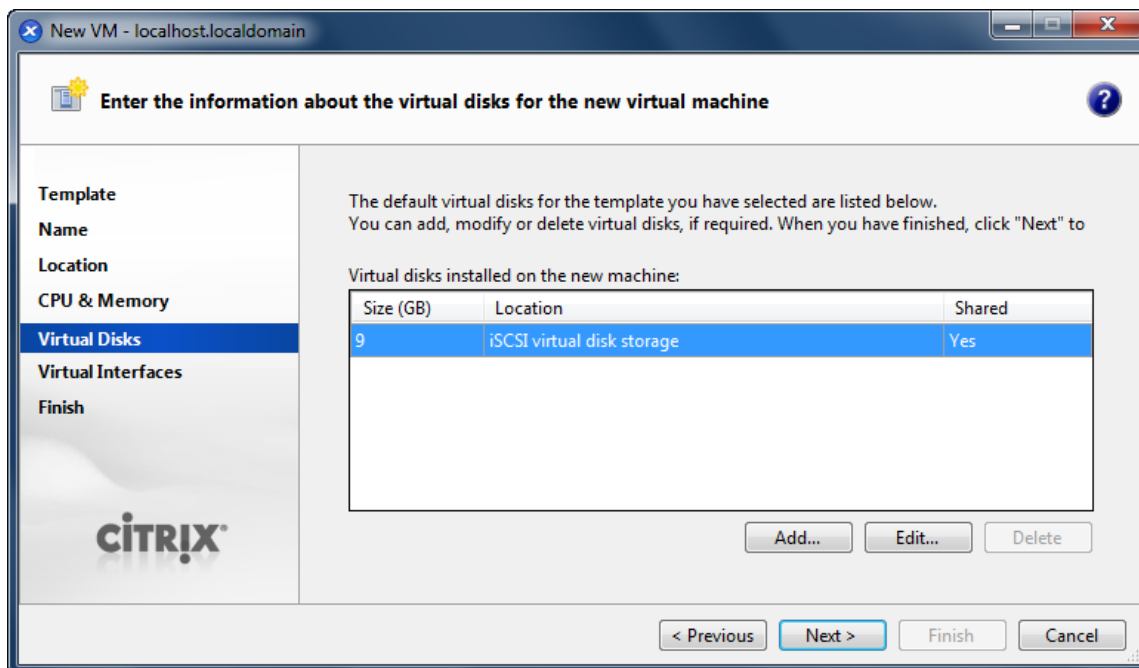 New VM - localhost.localdomain
Enter the information about the virtual disks for the new virtual machine
?
Template
Name
Location
CPU & Memory
Virtual Disks
Virtual Interfaces
Finish
CITRIX
The default virtual disks for the template you have selected are listed below.
You can add, modify or delete virtual disks, if required. When you have finished, click "Next" to
Virtual disks installed on the new machine:
Size (GB) Location Shared
9 iSCSI virtual disk storage Yes
Add... Edit... Delete
< Previous Next > Finish Cancel